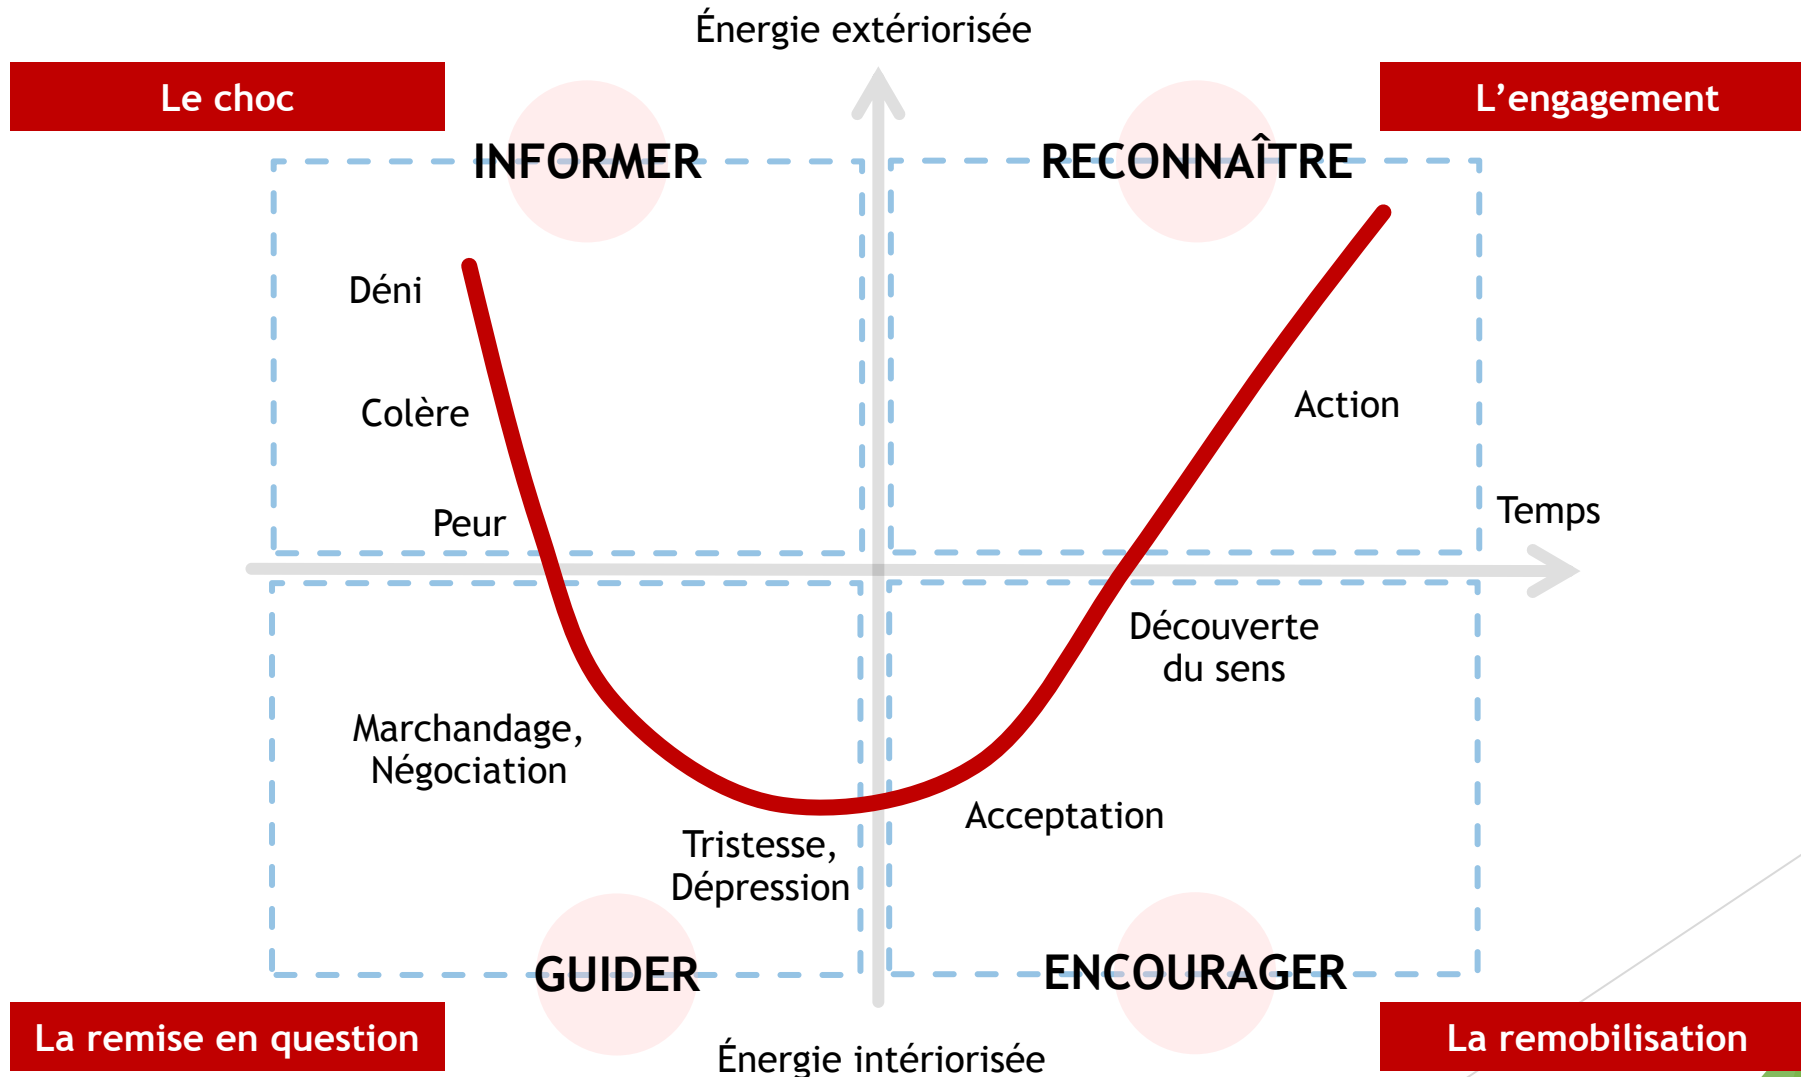 Énergie extériorisée
Le choc
L’engagement
INFORMER
RECONNAÎTRE
Déni
Colère
Action
Peur
Temps
Découverte
du sens
Marchandage,
Négociation
Acceptation
Tristesse,
Dépression
GUIDER
ENCOURAGER
La remise en question
La remobilisation
Énergie intériorisée